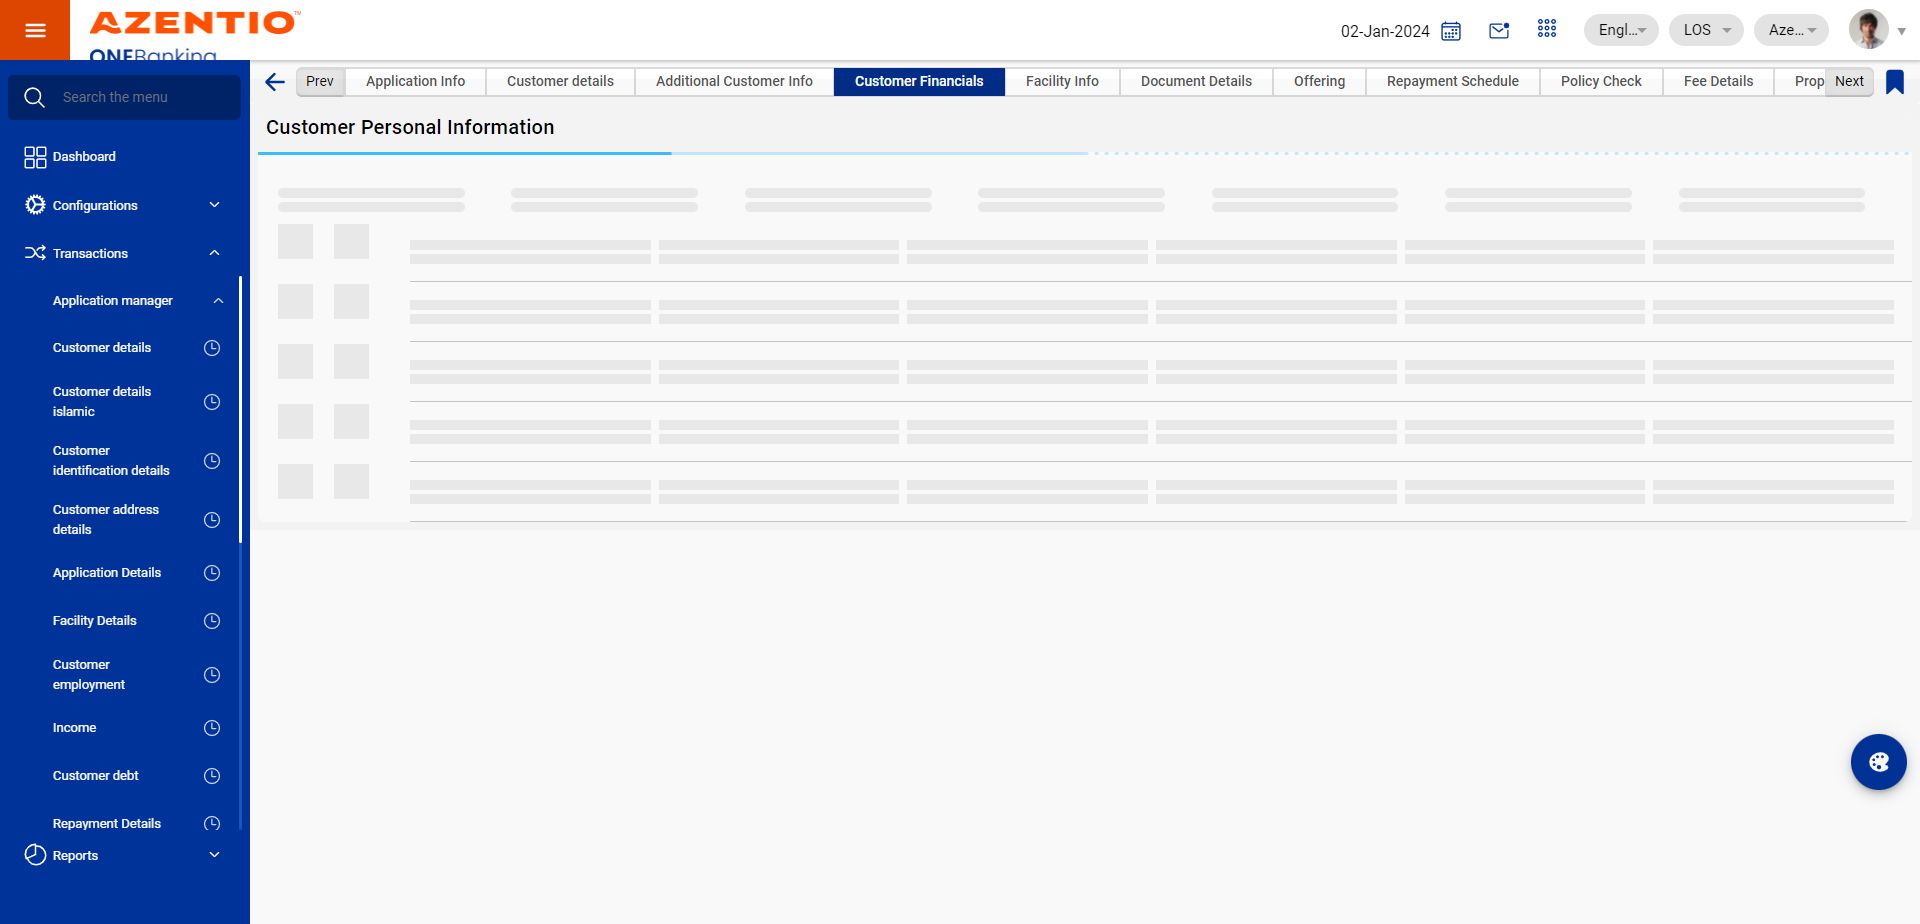 AZENTIO™
ONEBanking
02-Jan-2024
Engl...
LOS
Aze...
Search the menu
Dashboard
Configurations
Transactions
Application manager
Customer details
Customer details
islamic
Customer
identification details
Customer address
details
Application Details
Facility Details
Customer
employment
Income
Customer debt
Repayment Details
Reports
Prev
Application Info
Customer details
Additional Customer Info
Customer Financials
Facility Info
Document Details
Offering
Repayment Schedule
Policy Check
Fee Details
Prop
Next
Customer Personal Information